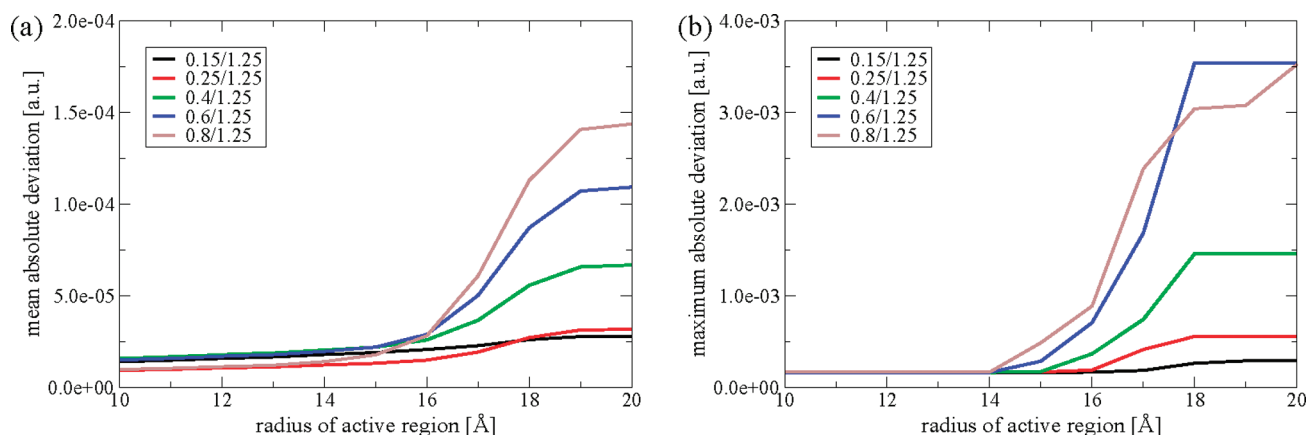 (a)
2.0e-04
1.5e-04
1.0e-04
5.0e-05
0.0e+00
mean absolute deviation [a.u.]
0.15/1.25
0.25/1.25
0.4/1.25
0.6/1.25
0.8/1.25
10 12 14 16 18 20
radius of active region [Å]
(b)
4.0e-03
3.0e-03
2.0e-03
1.0e-03
0.0e+00
maximum absolute deviation [a.u.]
0.15/1.25
0.25/1.25
0.4/1.25
0.6/1.25
0.8/1.25
10 12 14 16 18 20
radius of active region [Å]